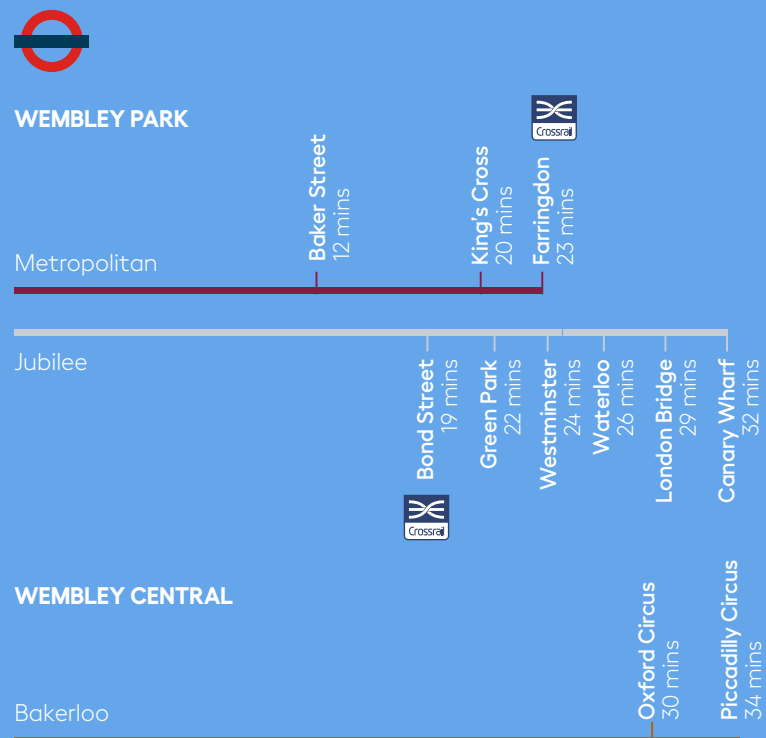 WEMBLEY PARK
Crossrail
Baker Street
12 mins
King's Cross
20 mins
Farringdon
23 mins
Metropolitan
Jubilee
Bond Street
19 mins
Green Park
22 mins
Westminster
24 mins
Waterloo
26 mins
London Bridge
29 mins
Canary Wharf
32 mins
Crossrail
WEMBLEY CENTRAL
Oxford Circus
30 mins
Piccadilly Circus
34 mins
Bakerloo